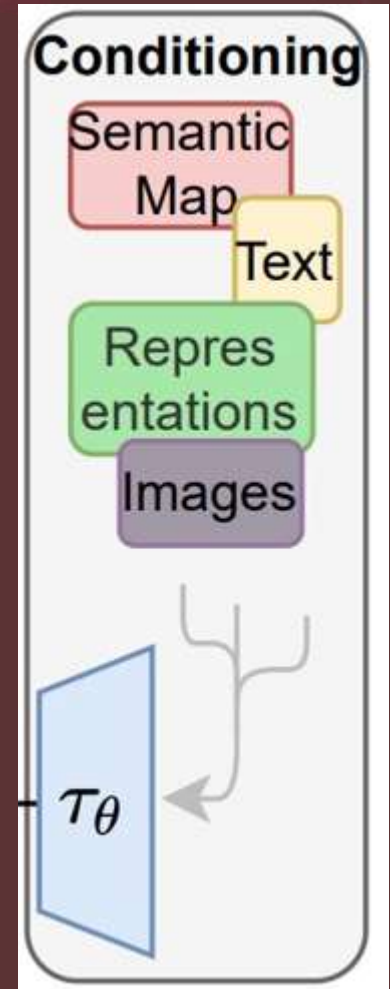 Conditioning
Semantic
Map
Text
Repres
entations
Images
τθ